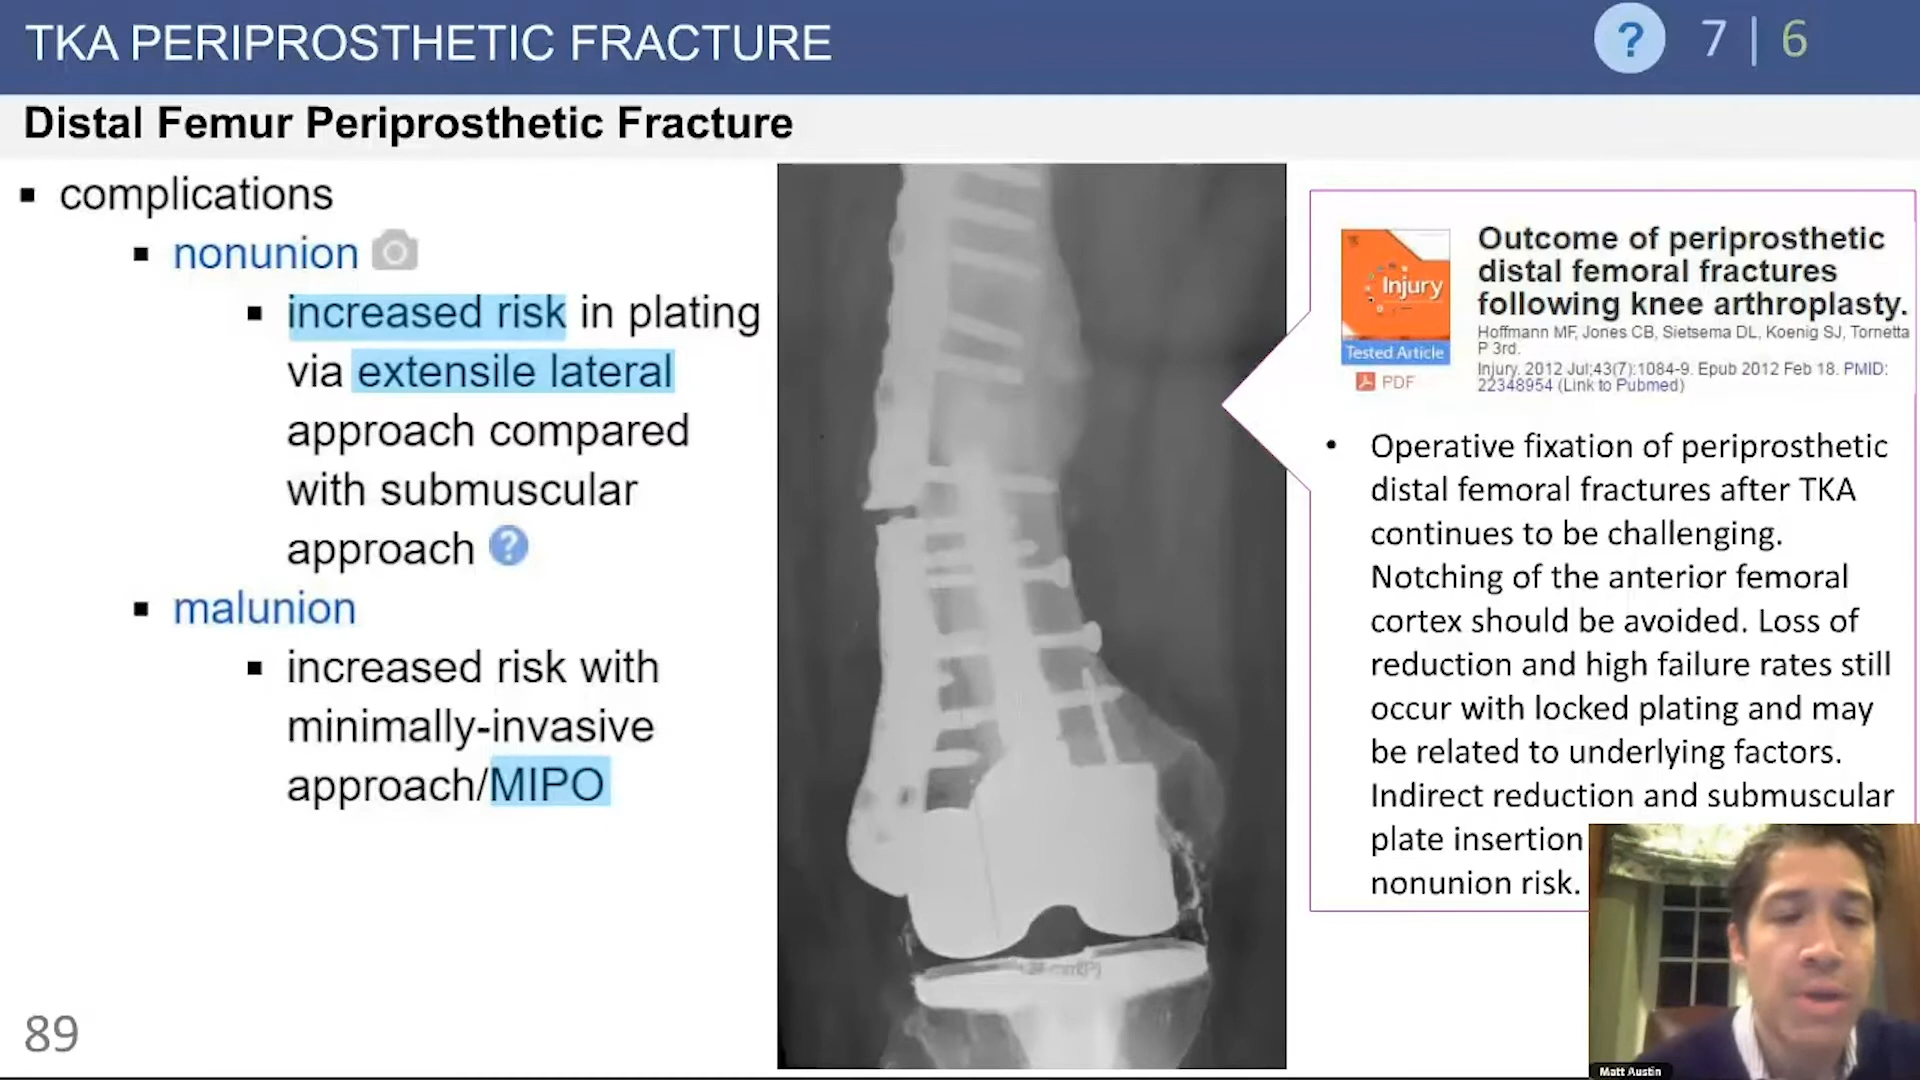 TKA PERIPROSTHETIC FRACTURE
? 7 | 6
Distal Femur Periprosthetic Fracture
complications
nonunion
increased risk in plating
via extensile lateral
approach compared
with submuscular
approach ?
malunion
increased risk with
minimally-invasive
approach/MIPO
89
Injury
Tested Article
PDF
Outcome of periprosthetic
distal femoral fractures
following knee arthroplasty.
Hoffmann MF, Jones CB, Sietsema DL, Koenig SJ, Tornetta
P 3rd.
Injury. 2012 Jul;43(7):1084-9. Epub 2012 Feb 18. PMID:
22348954 (Link to Pubmed)
Operative fixation of periprosthetic
distal femoral fractures after TKA
continues to be challenging.
Notching of the anterior femoral
cortex should be avoided. Loss of
reduction and high failure rates still
occur with locked plating and may
be related to underlying factors.
Indirect reduction and submuscular
plate insertion
nonunion risk.
Matt Austin